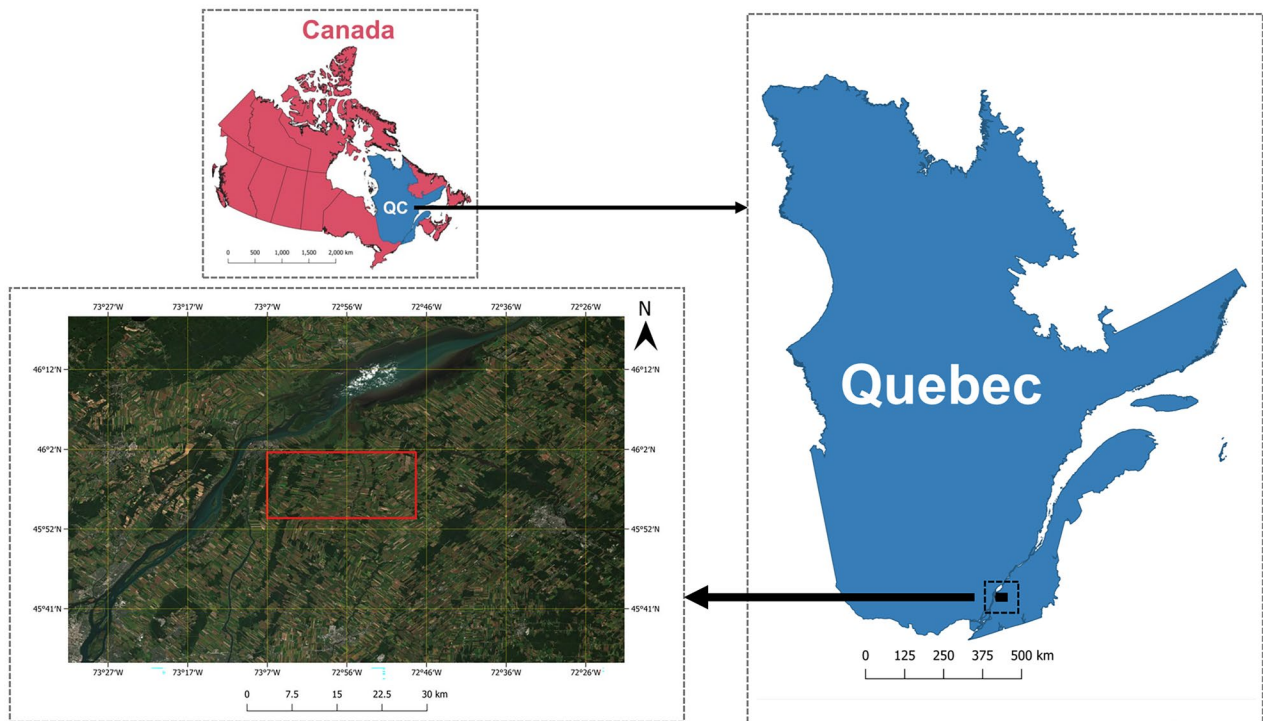 Canada
QC
0 500 1,000 1,500 2,000 km
Quebec
0 125 250 375 500 km
73°27'W 73°17'W 73°7'W 72°56'W 72°46'W 72°36'W 72°26'W
N
46°12'N 46°12'N
46°2'N 46°2'N
45°52'N 45°52'N
45°41'N 45°41'N
73°27'W 73°17'W 73°7'W 72°56'W 72°46'W 72°36'W 72°26'W
0 7.5 15 22.5 30 km